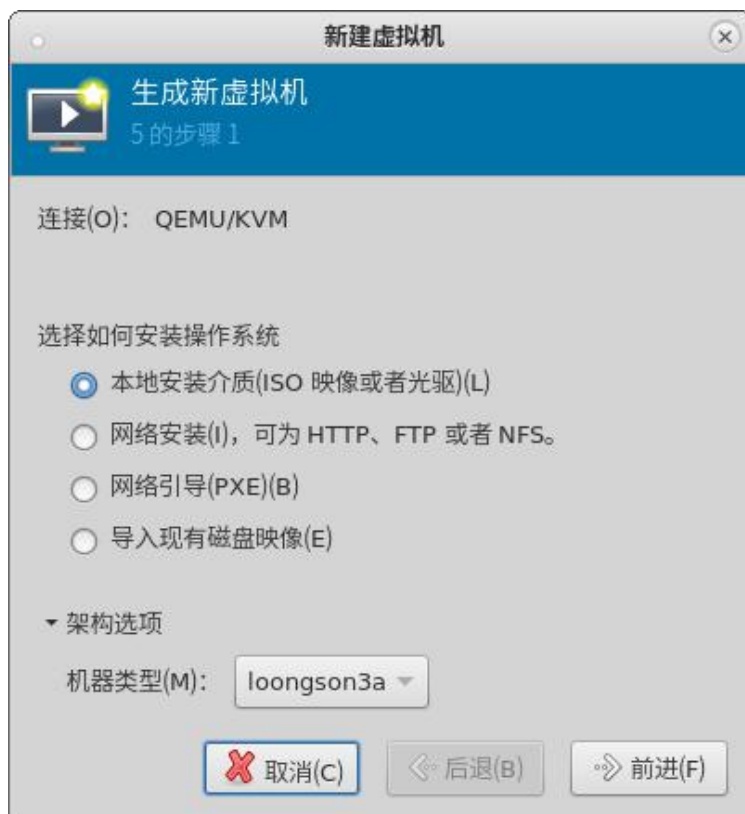 新建虚拟机
生成新虚拟机
5 的步骤 1
连接(O)： QEMU/KVM
选择如何安装操作系统
本地安装介质(ISO 映像或者光驱)(L)
网络安装(I)，可为 HTTP、FTP 或者 NFS。
网络引导(PXE)(B)
导入现有磁盘映像(E)
架构选项
机器类型(M)： loongson3a
取消(C) 后退(B) 前进(F)